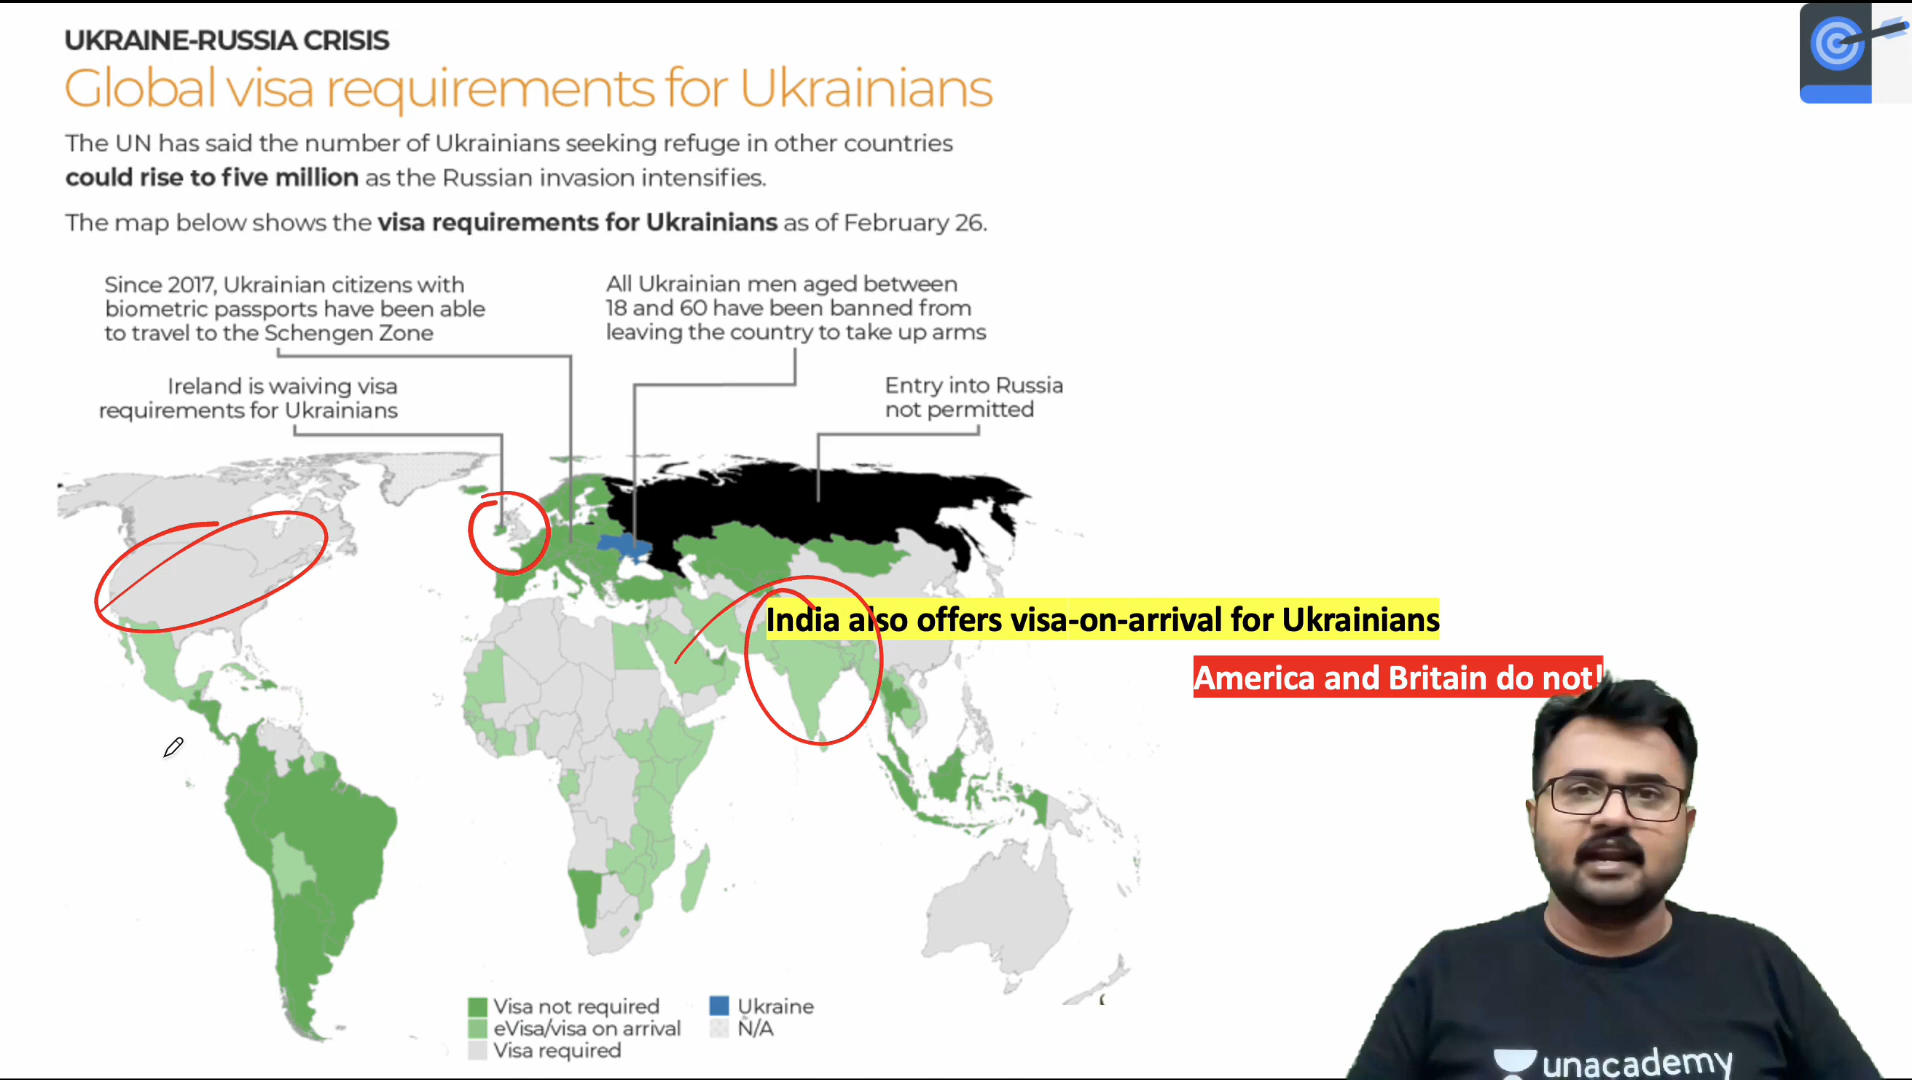 UKRAINE-RUSSIA CRISIS
Global visa requirements for Ukrainians
The UN has said the number of Ukrainians seeking refuge in other countries
could rise to five million as the Russian invasion intensifies.
The map below shows the visa requirements for Ukrainians as of February 26.
Since 2017, Ukrainian citizens with
biometric passports have been able
to travel to the Schengen Zone
All Ukrainian men aged between
18 and 60 have been banned from
leaving the country to take up arms
Ireland is waiving visa
requirements for Ukrainians
Entry into Russia
not permitted
India also offers visa-on-arrival for Ukrainians
America and Britain do not!
Visa not required
eVisa/visa on arrival
Visa required
Ukraine
N/A
unacademy